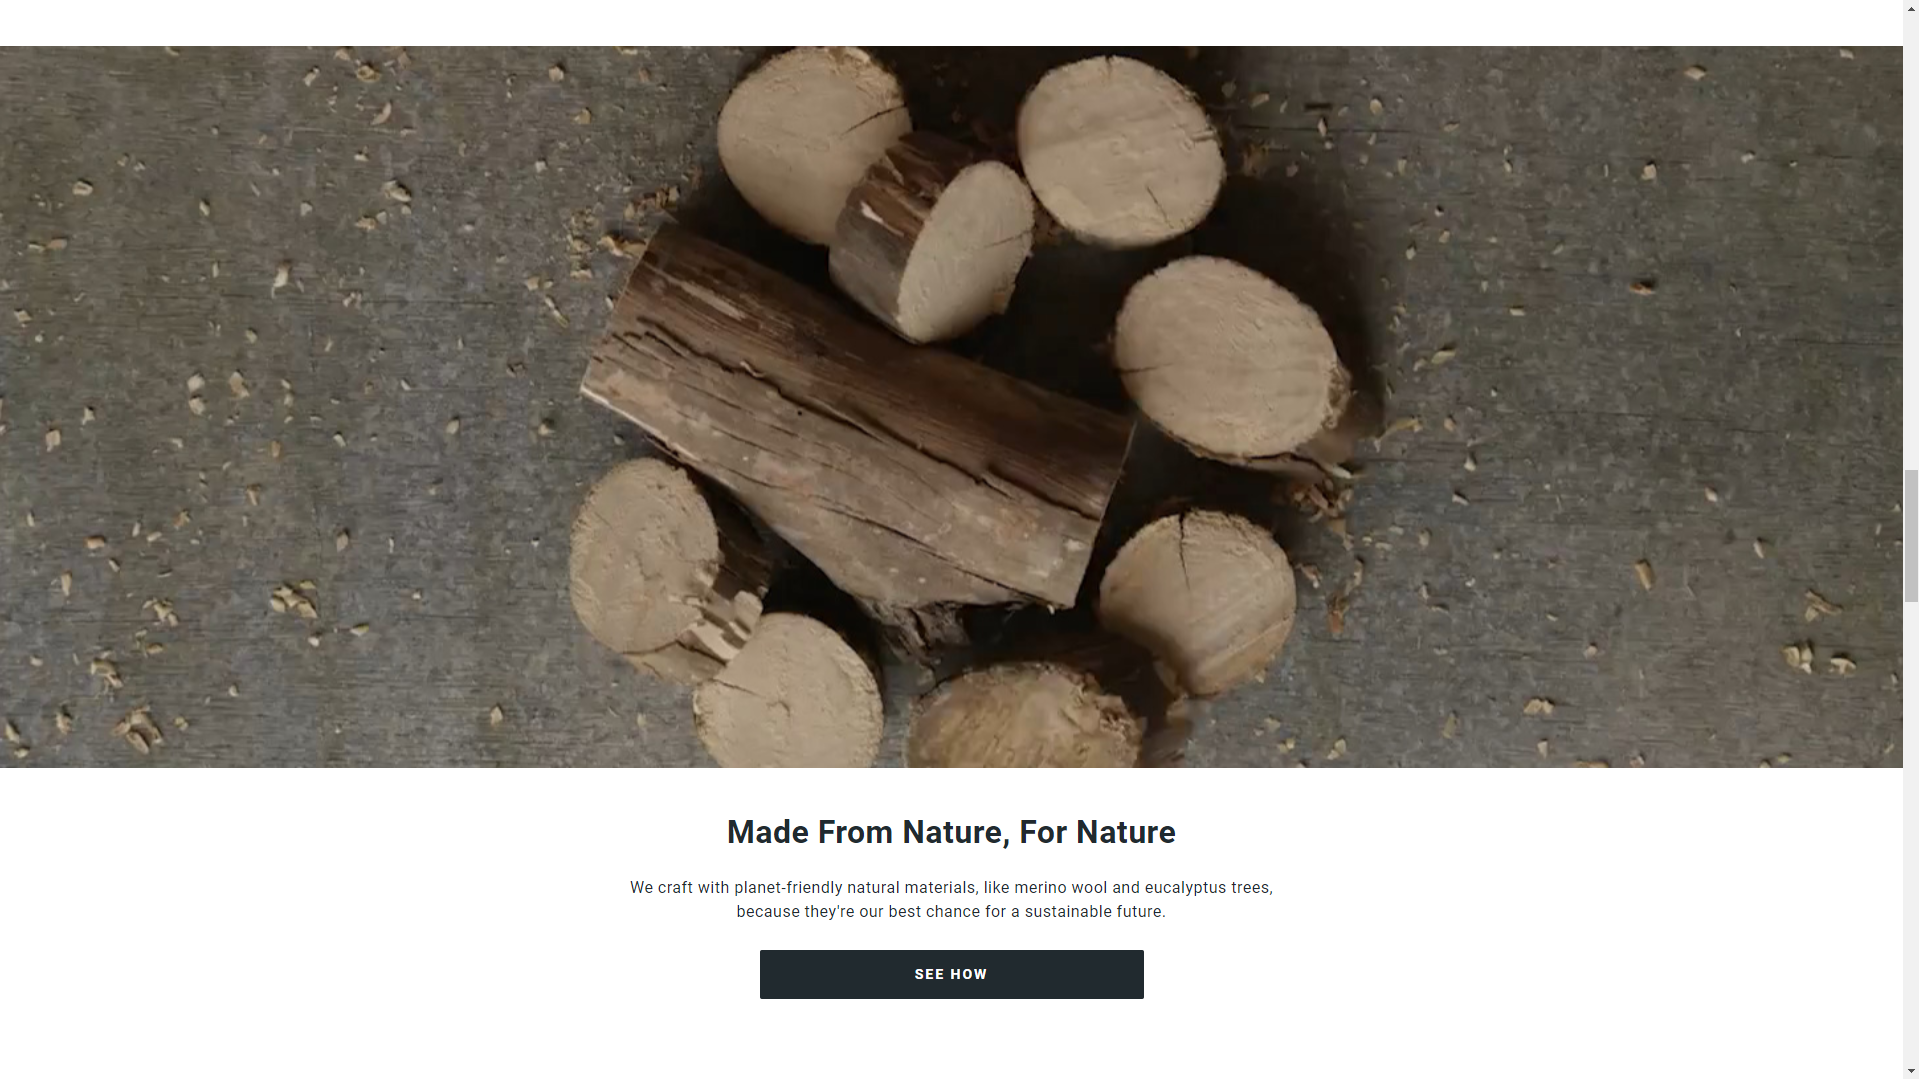 Made From Nature, For Nature
We craft with planet-friendly natural materials, like merino wool and eucalyptus trees,
because they're our best chance for a sustainable future.
SEE HOW